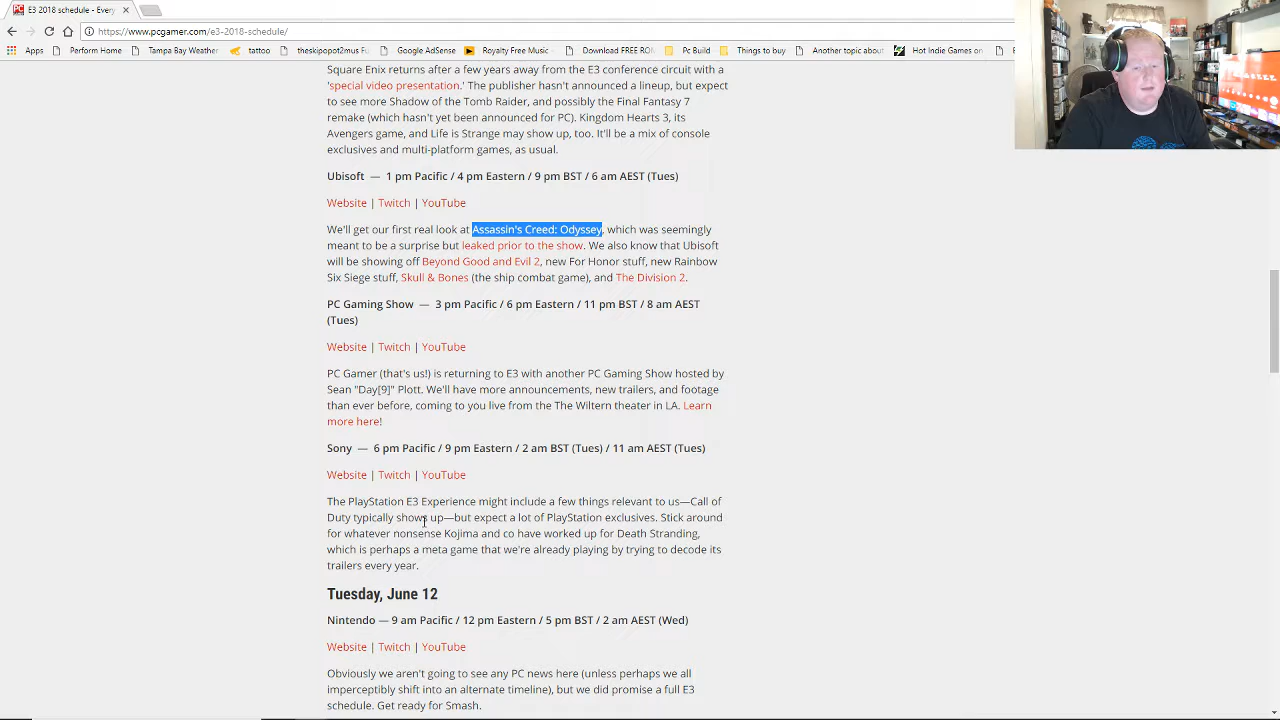 E3 2018 schedule - Every
https://www.pcgamer.com/e3-2018-schedule/
Apps Perform Home Tampa Bay Weather tattoo theskipopot2mus Fu Google Adsense Royalty Free Music Download FREE ROM Pc Build Things to buy Another topic about Hot Indie Games on
Square Enix returns after a few years away from the E3 conference circuit with a
'special video presentation.' The publisher hasn't announced a lineup, but expect
to see more Shadow of the Tomb Raider, and possibly the Final Fantasy 7
remake (which hasn't yet been announced for PC). Kingdom Hearts 3, its
Avengers game, and Life is Strange may show up, too. It'll be a mix of console
exclusives and multi-platform games, as usual.
Ubisoft — 1 pm Pacific / 4 pm Eastern / 9 pm BST / 6 am AEST (Tues)
Website | Twitch | YouTube
We'll get our first real look at Assassin's Creed: Odyssey, which was seemingly
meant to be a surprise but leaked prior to the show. We also know that Ubisoft
will be showing off Beyond Good and Evil 2, new For Honor stuff, new Rainbow
Six Siege stuff, Skull & Bones (the ship combat game), and The Division 2.
PC Gaming Show — 3 pm Pacific / 6 pm Eastern / 11 pm BST / 8 am AEST
(Tues)
Website | Twitch | YouTube
PC Gamer (that's us!) is returning to E3 with another PC Gaming Show hosted by
Sean "Day[9]" Plott. We'll have more announcements, new trailers, and footage
than ever before, coming to you live from the The Wiltern theater in LA. Learn
more here!
Sony — 6 pm Pacific / 9 pm Eastern / 2 am BST (Tues) / 11 am AEST (Tues)
Website | Twitch | YouTube
The PlayStation E3 Experience might include a few things relevant to us—Call of
Duty typically shows up—but expect a lot of PlayStation exclusives. Stick around
for whatever nonsense Kojima and co have worked up for Death Stranding,
which is perhaps a meta game that we're already playing by trying to decode its
trailers every year.
Tuesday, June 12
Nintendo — 9 am Pacific / 12 pm Eastern / 5 pm BST / 2 am AEST (Wed)
Website | Twitch | YouTube
Obviously we aren't going to see any PC news here (unless perhaps we all
imperceptibly shift into an alternate timeline), but we did promise a full E3
schedule. Get ready for Smash.